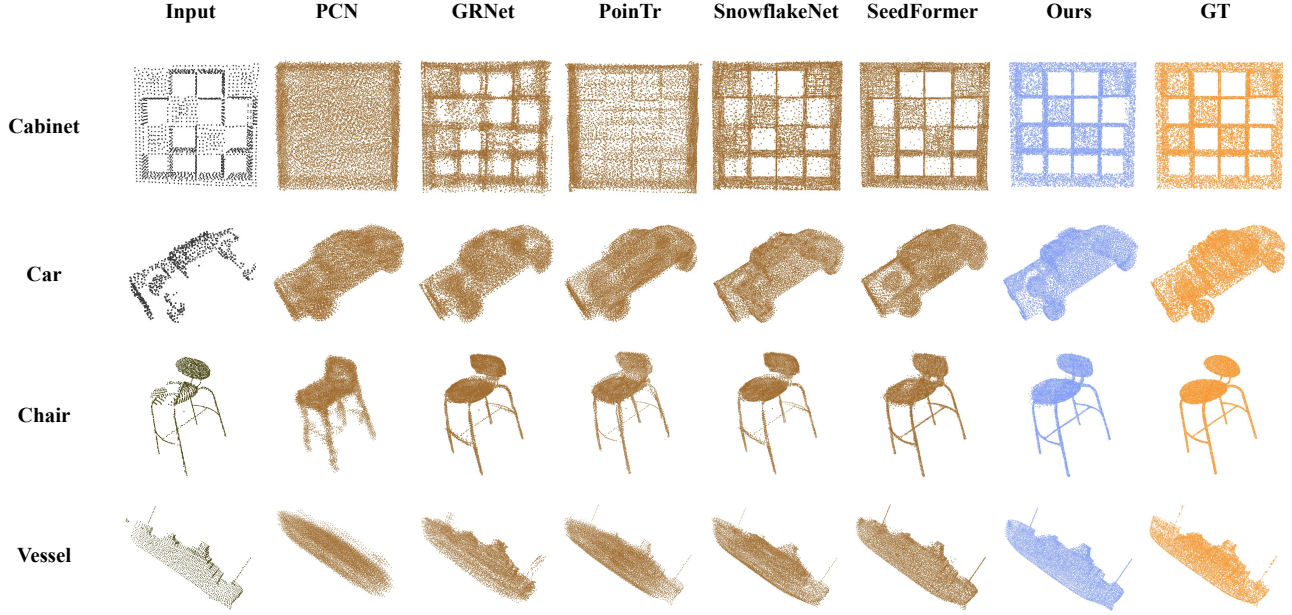 Input PCN GRNet PoinTr SnowflakeNet SeedFormer Ours GT
Cabinet
Car
Chair
Vessel